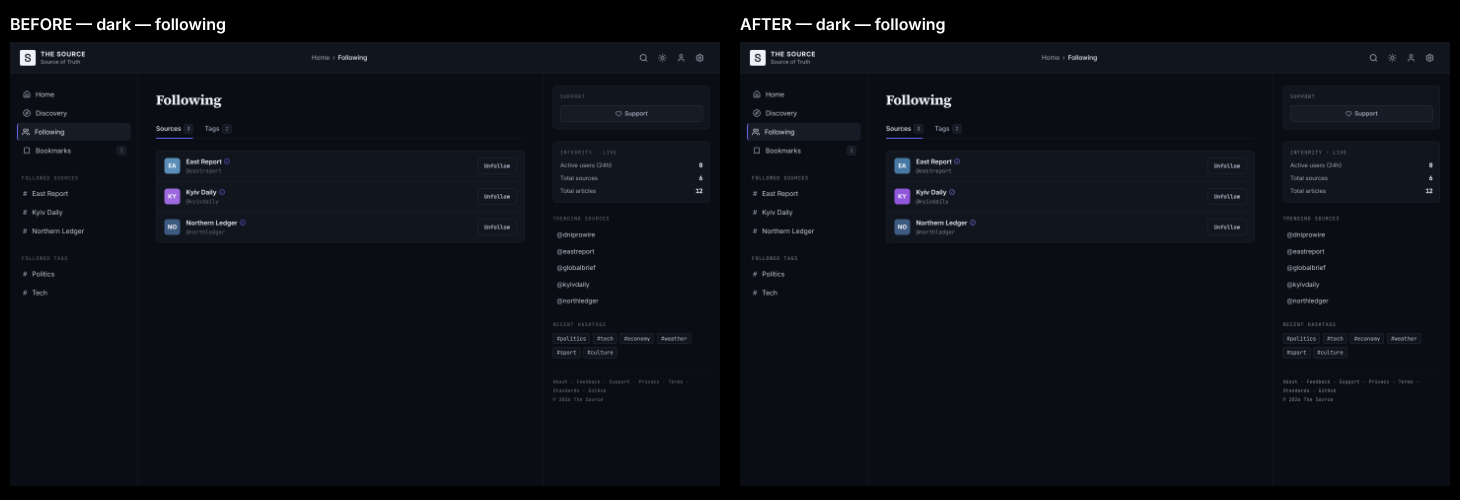 BEFORE — dark — following
S
THE SOURCE
Source of Truth
Home › Following
Home
Discovery
Following
Bookmarks
FOLLOWED SOURCES
# East Report
# Kyiv Daily
# Northern Ledger
FOLLOWED TAGS
# Politics
# Tech
Following
Sources
Tags
EA
East Report
@eastreport
Unfollow
KY
Kyiv Daily
@kyivdaily
Unfollow
NO
Northern Ledger
@northledger
Unfollow
SUPPORT
Support
INTEGRITY · LIVE
Active users (24h) 0
Total sources 6
Total articles 12
TRENDING SOURCES
@dniprowire
@eastreport
@globalbrief
@kyivdaily
@northledger
RECENT HASHTAGS
#politics #tech #economy #weather
#sport #culture
About · Feedback · Support · Privacy · Terms ·
Standards · GitHub
© 2026 The Source
AFTER — dark — following
S
THE SOURCE
Source of Truth
Home › Following
Home
Discovery
Following
Bookmarks
FOLLOWED SOURCES
# East Report
# Kyiv Daily
# Northern Ledger
FOLLOWED TAGS
# Politics
# Tech
Following
Sources
Tags
EA
East Report
@eastreport
Unfollow
KY
Kyiv Daily
@kyivdaily
Unfollow
NO
Northern Ledger
@northledger
Unfollow
SUPPORT
Support
INTEGRITY · LIVE
Active users (24h) 0
Total sources 6
Total articles 12
TRENDING SOURCES
@dniprowire
@eastreport
@globalbrief
@kyivdaily
@northledger
RECENT HASHTAGS
#politics #tech #economy #weather
#sport #culture
About · Feedback · Support · Privacy · Terms ·
Standards · GitHub
© 2026 The Source